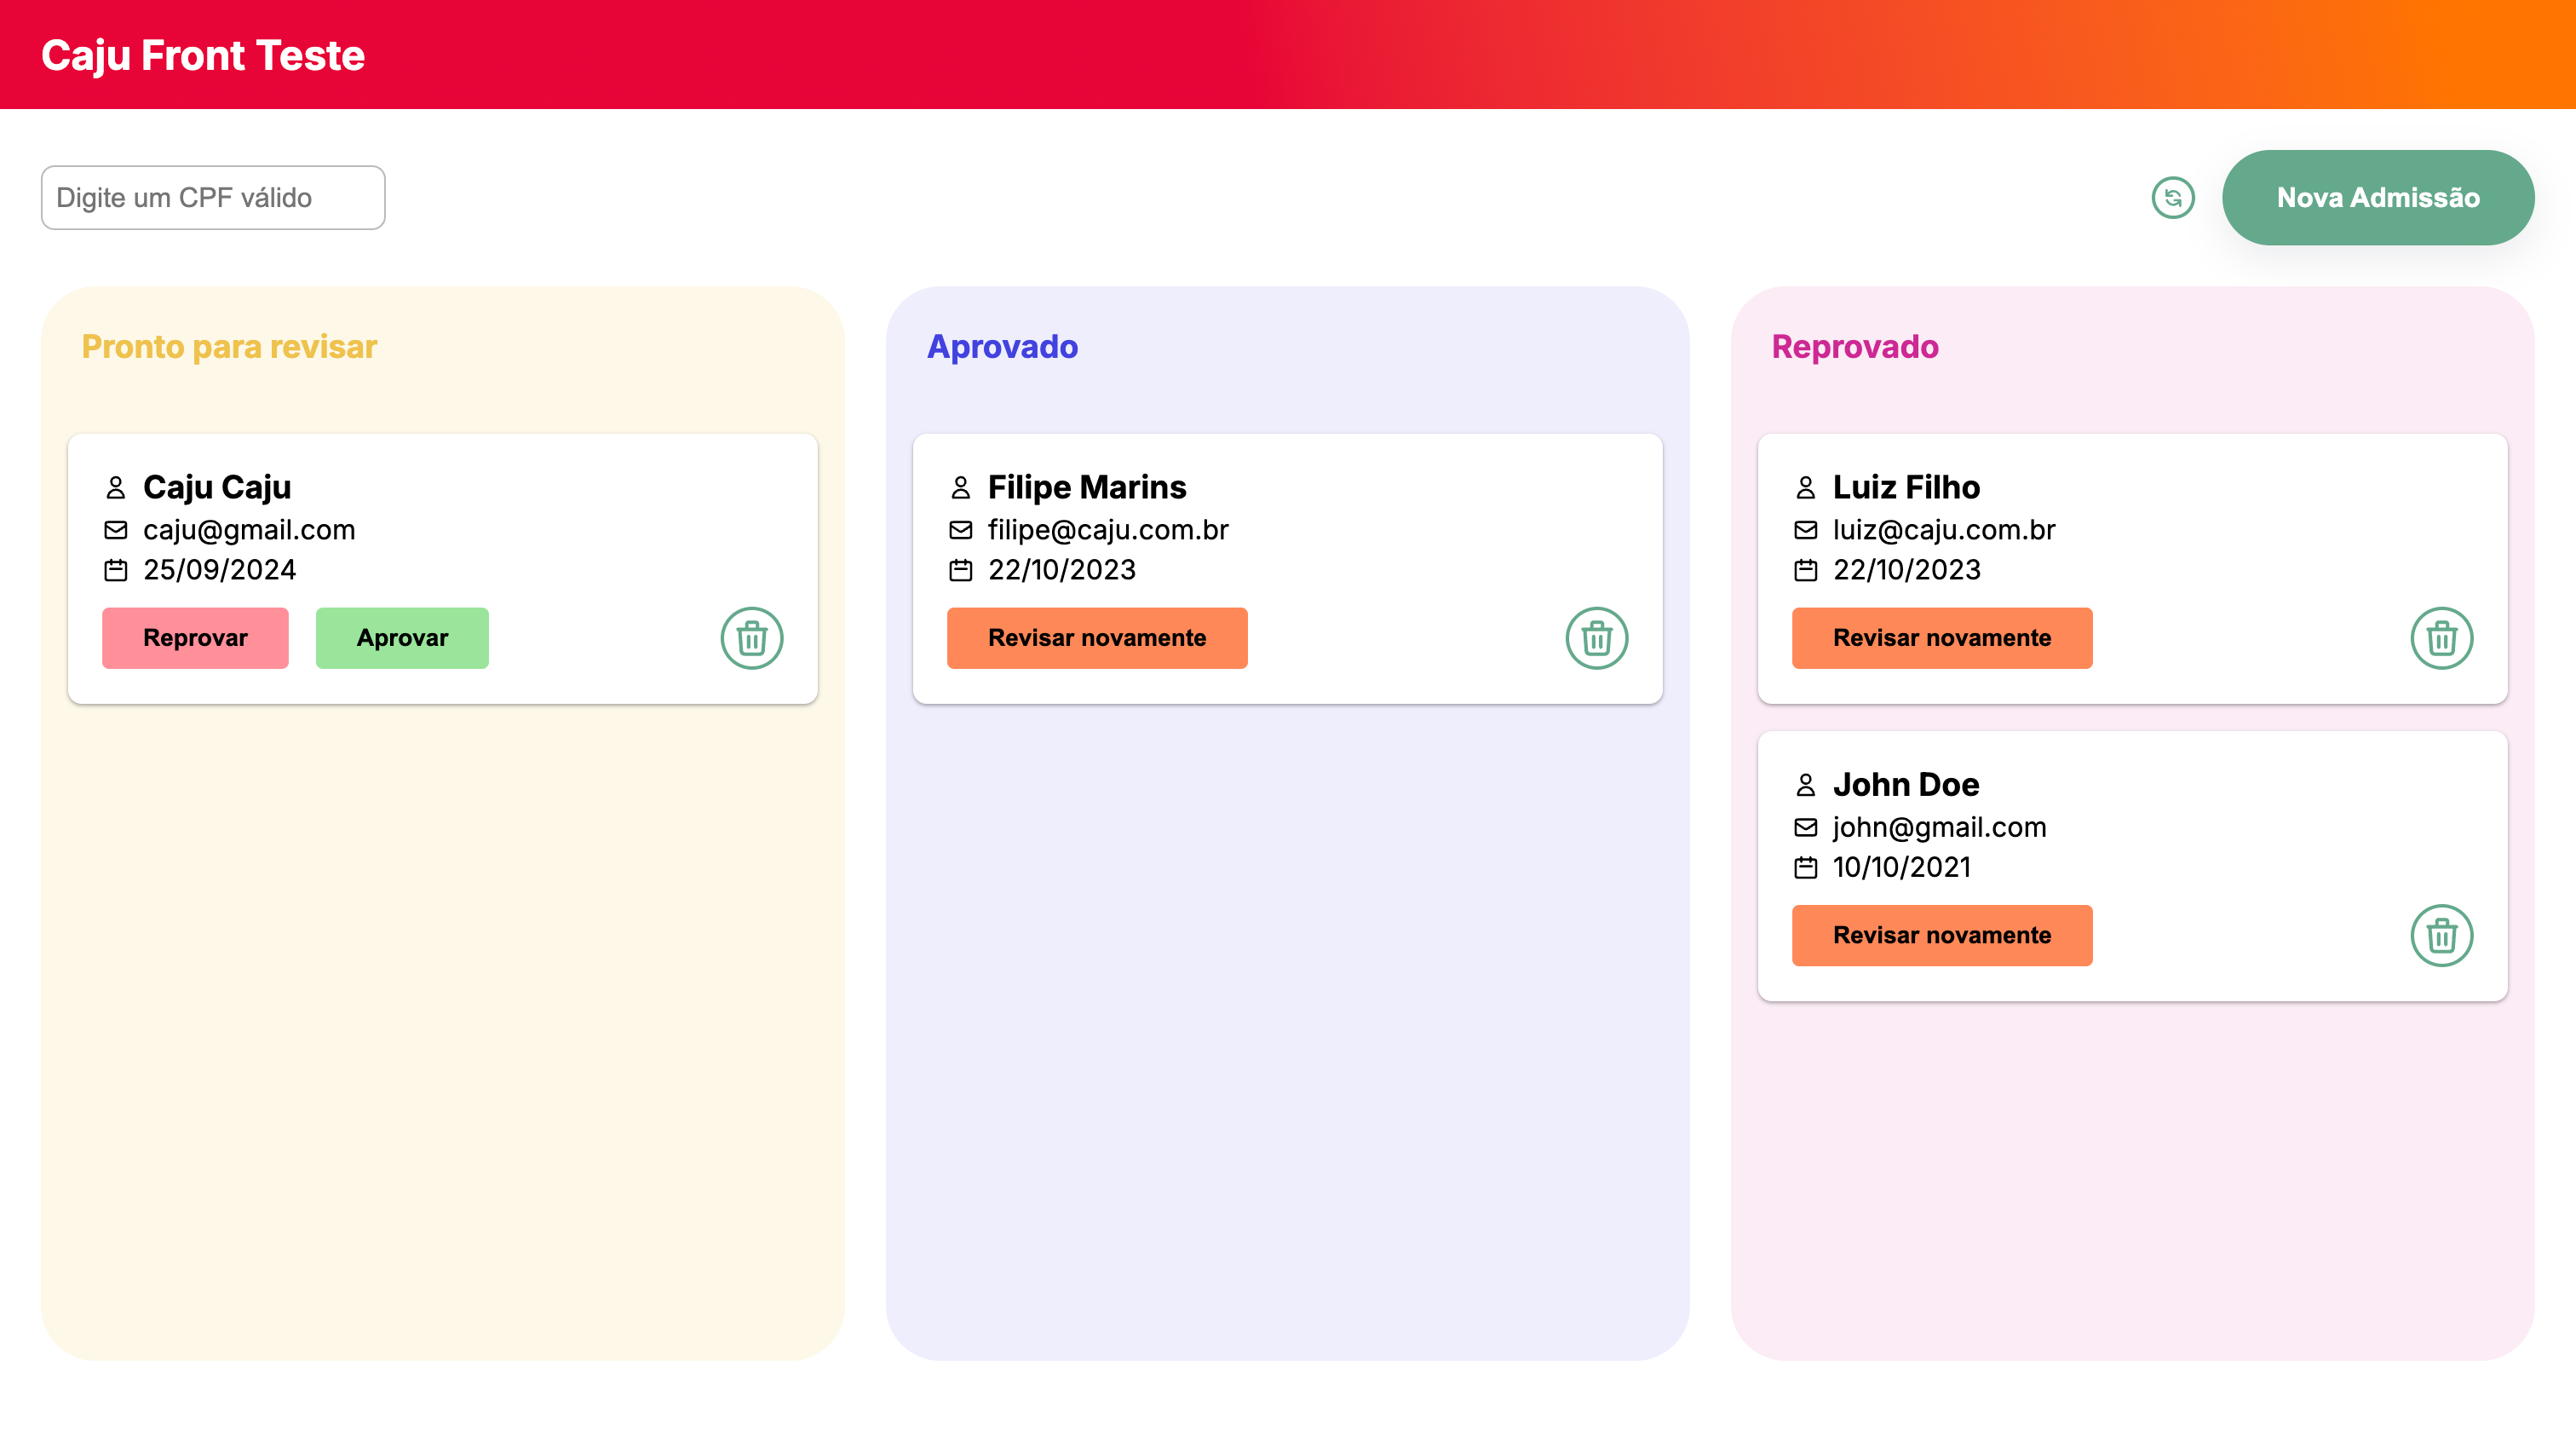 Caju Front Teste
Digite um CPF válido
Nova Admissão
Pronto para revisar
Caju Caju
caju@gmail.com
25/09/2024
Reprovar
Aprovar
Aprovado
Filipe Marins
filipe@caju.com.br
22/10/2023
Revisar novamente
Reprovado
Luiz Filho
luiz@caju.com.br
22/10/2023
Revisar novamente
John Doe
john@gmail.com
10/10/2021
Revisar novamente